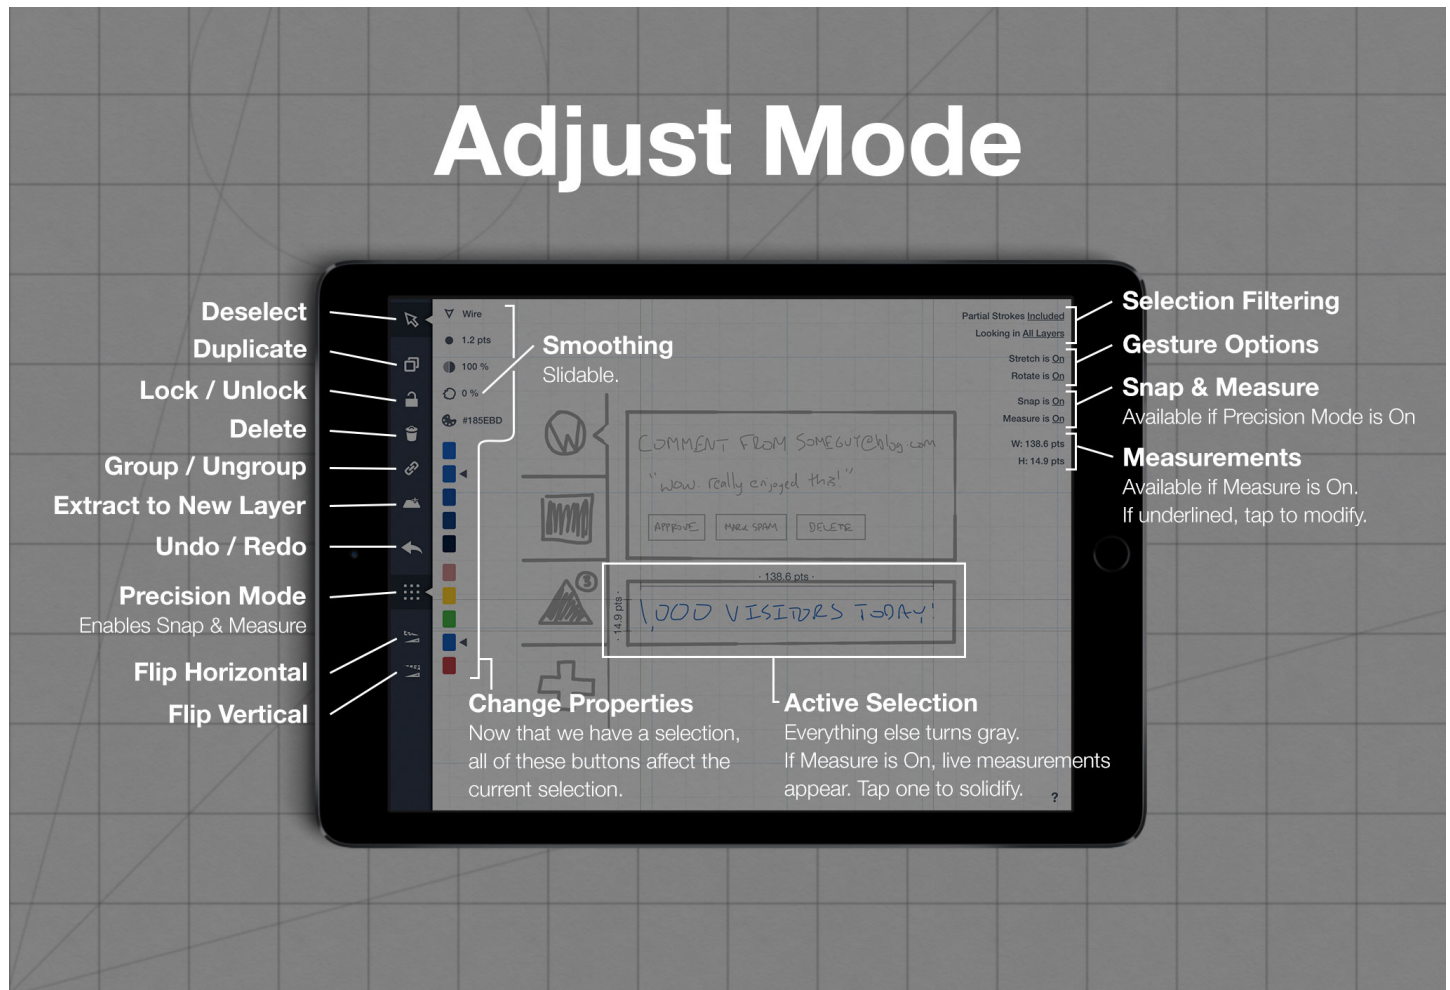 Adjust Mode
Deselect
Duplicate
Lock / Unlock
Delete
Group / Ungroup
Extract to New Layer
Undo / Redo
Precision Mode
Enables Snap & Measure
Flip Horizontal
Flip Vertical
Wire
1.2 pts
100 %
0 %
#185EBD
Smoothing
Slidable.
Partial Strokes Included
Looking in All Layers
Stretch is On
Rotate is On
Snap is On
Measure is On
W: 138.6 pts
H: 14.9 pts
Selection Filtering
Gesture Options
Snap & Measure
Available if Precision Mode is On
Measurements
Available if Measure is On.
If underlined, tap to modify.
COMMENT FROM SOMEGUY@blog.com
"wow really enjoyed this!"
APPROVE
MARK SPAM
DELETE
3
· 138.6 pts ·
· 14.9 pts ·
1,000 VISITORS TODAY!
Change Properties
Now that we have a selection,
all of these buttons affect the
current selection.
Active Selection
Everything else turns gray.
If Measure is On, live measurements
appear. Tap one to solidify.
?